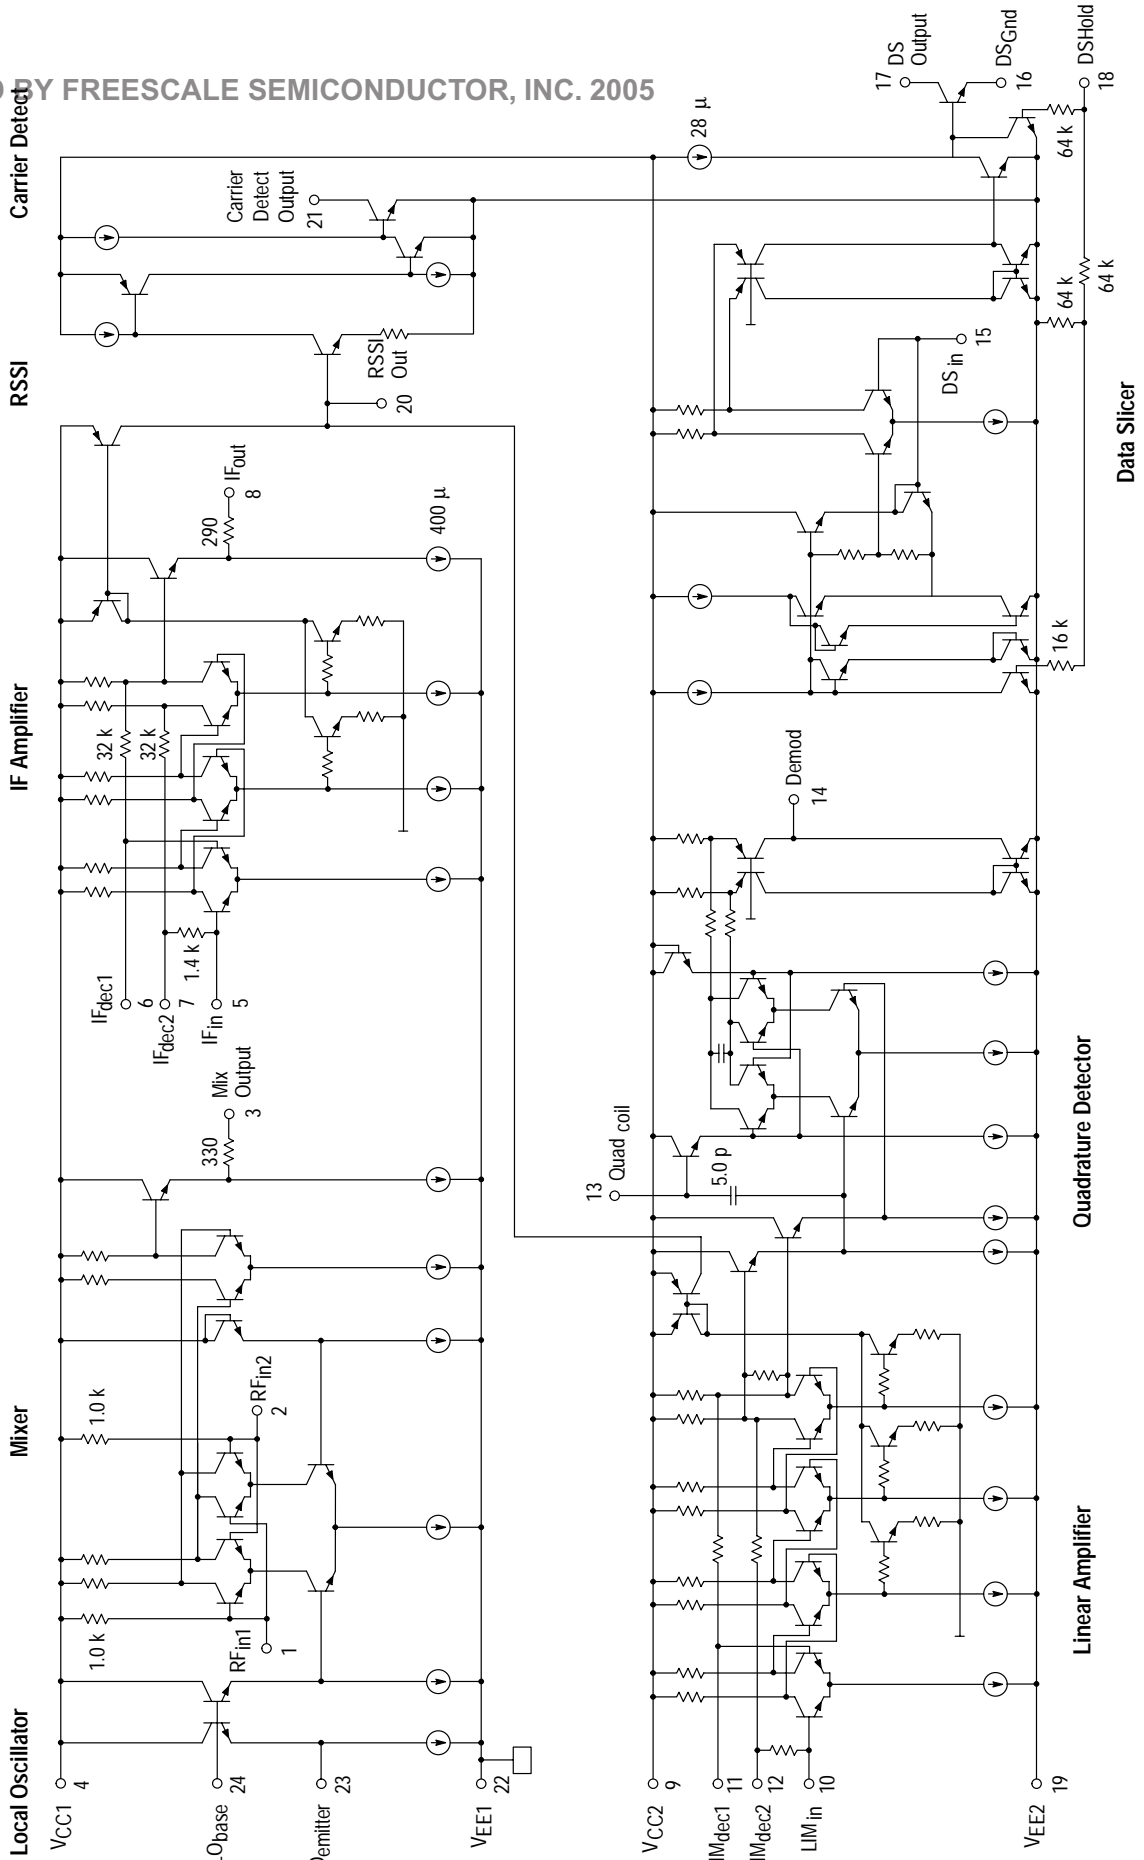 D BY FREESCALE SEMICONDUCTOR, INC. 2005
Local Oscillator
Mixer
IF Amplifier
RSSI
Carrier Detect
VCC1
4
LObase
24
Oemitter
23
VEE1
22
1.0 k
1.0 k
RFin1
1
RFin2
2
330
Mix
Output
3
IFdec1
6
IFdec2
7
IFin
5
1.4 k
32 k
32 k
290
IFout
8
400 µ
20
RSSI
Out
Carrier
Detect
Output
21
VCC2
9
IMdec1
11
IMdec2
12
LIMin
10
VEE2
19
13
Quad coil
5.0 p
Demod
14
16 k
DS in
15
64 k
64 k
64 k
28 µ
17
DS
Output
DSGnd
16
DSHold
18
Linear Amplifier
Quadrature Detector
Data Slicer